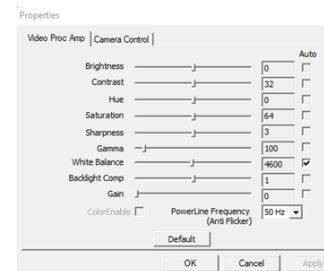 Properties
Video Proc Amp Camera Control
Auto
Brightness 0
Contrast 32
Hue 0
Saturation 64
Sharpness 3
Gamma 100
White Balance 4600
Backlight Comp 1
Gain 0
ColorEnable PowerLine Frequency 50 Hz
(Anti Flicker)
Default
OK Cancel Apply